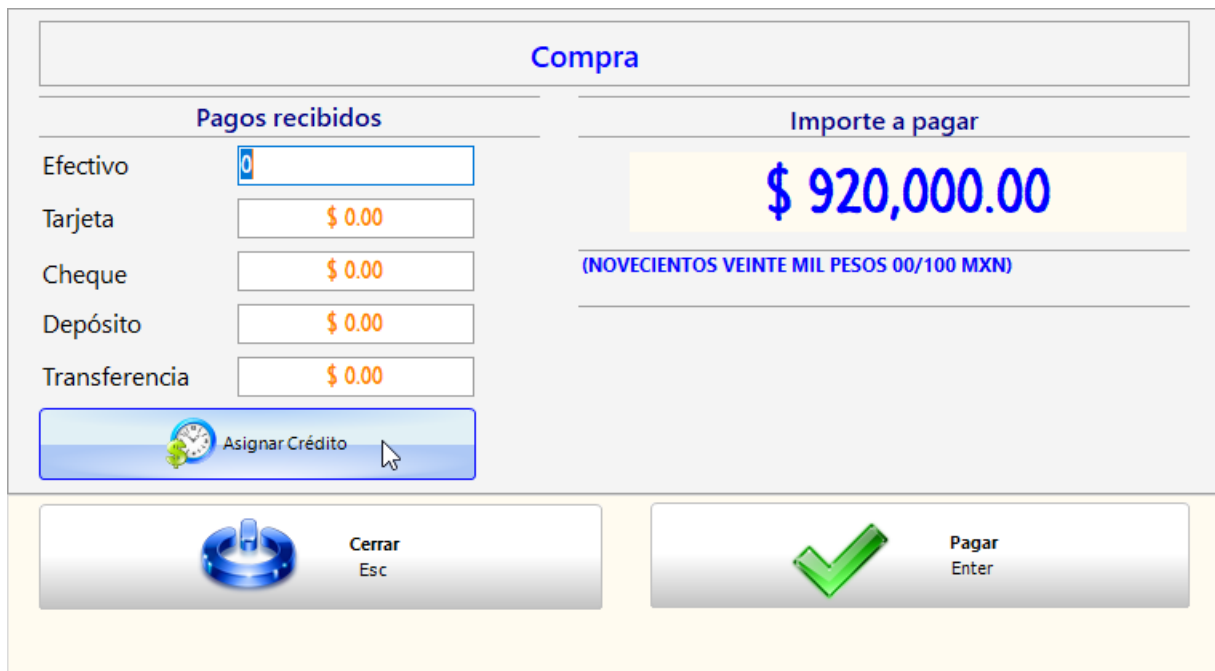 Compra
Pagos recibidos
Efectivo 0
Tarjeta $ 0.00
Cheque $ 0.00
Depósito $ 0.00
Transferencia $ 0.00
Asignar Crédito
Importe a pagar
$ 920,000.00
(NOVECIENTOS VEINTE MIL PESOS 00/100 MXN)
Cerrar
Esc
Pagar
Enter